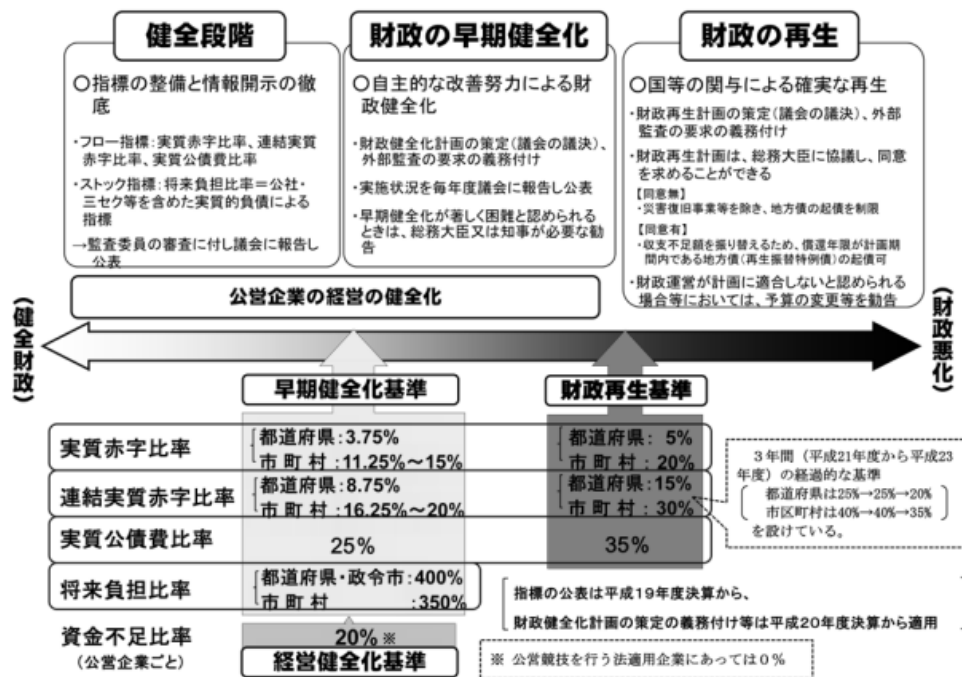 健全段階
○指標の整備と情報開示の徹
底
・フロー指標:実質赤字比率、連結実質
赤字比率、実質公債費比率
・ストック指標:将来負担比率=公社・
三セク等を含めた実質的負債による
指標
→監査委員の審査に付し議会に報告し
公表
財政の早期健全化
○自主的な改善努力による財
政健全化
・財政健全化計画の策定(議会の議決)、
外部監査の要求の義務付け
・実施状況を毎年度議会に報告し公表
・早期健全化が著しく困難と認められる
ときは、総務大臣又は知事が必要な勧
告
財政の再生
○国等の関与による確実な再生
・財政再生計画の策定(議会の議決)、外部
監査の要求の義務付け
・財政再生計画は、総務大臣に協議し、同意
を求めることができる
【同意無】
・災害復旧事業等を除き、地方債の起債を制限
【同意有】
・収支不足額を振り替えるため、償還年限が計画期
間内である地方債(再生振替特例債)の起債可
・財政運営が計画に適合しないと認められる
場合等においては、予算の変更等を勧告
公営企業の経営の健全化
(健全財政)
(財政悪化)
早期健全化基準
財政再生基準
実質赤字比率
都道府県:3.75%
市町村:11.25%~15%
都道府県: 5%
市町村:20%
連結実質赤字比率
都道府県:8.75%
市町村:16.25%~20%
都道府県:15%
市町村:30%
3年間(平成21年度から平成23
年度)の経過的な基準
都道府県は25%→25%→20%
市区町村は40%→40%→35%
を設けている。
実質公債費比率
25%
35%
将来負担比率
都道府県・政令市:400%
市町村 :350%
指標の公表は平成19年度決算から、
財政健全化計画の策定の義務付け等は平成20年度決算から適用
資金不足比率
(公営企業ごと)
20%※
経営健全化基準
※ 公営競技を行う法適用企業にあっては0%